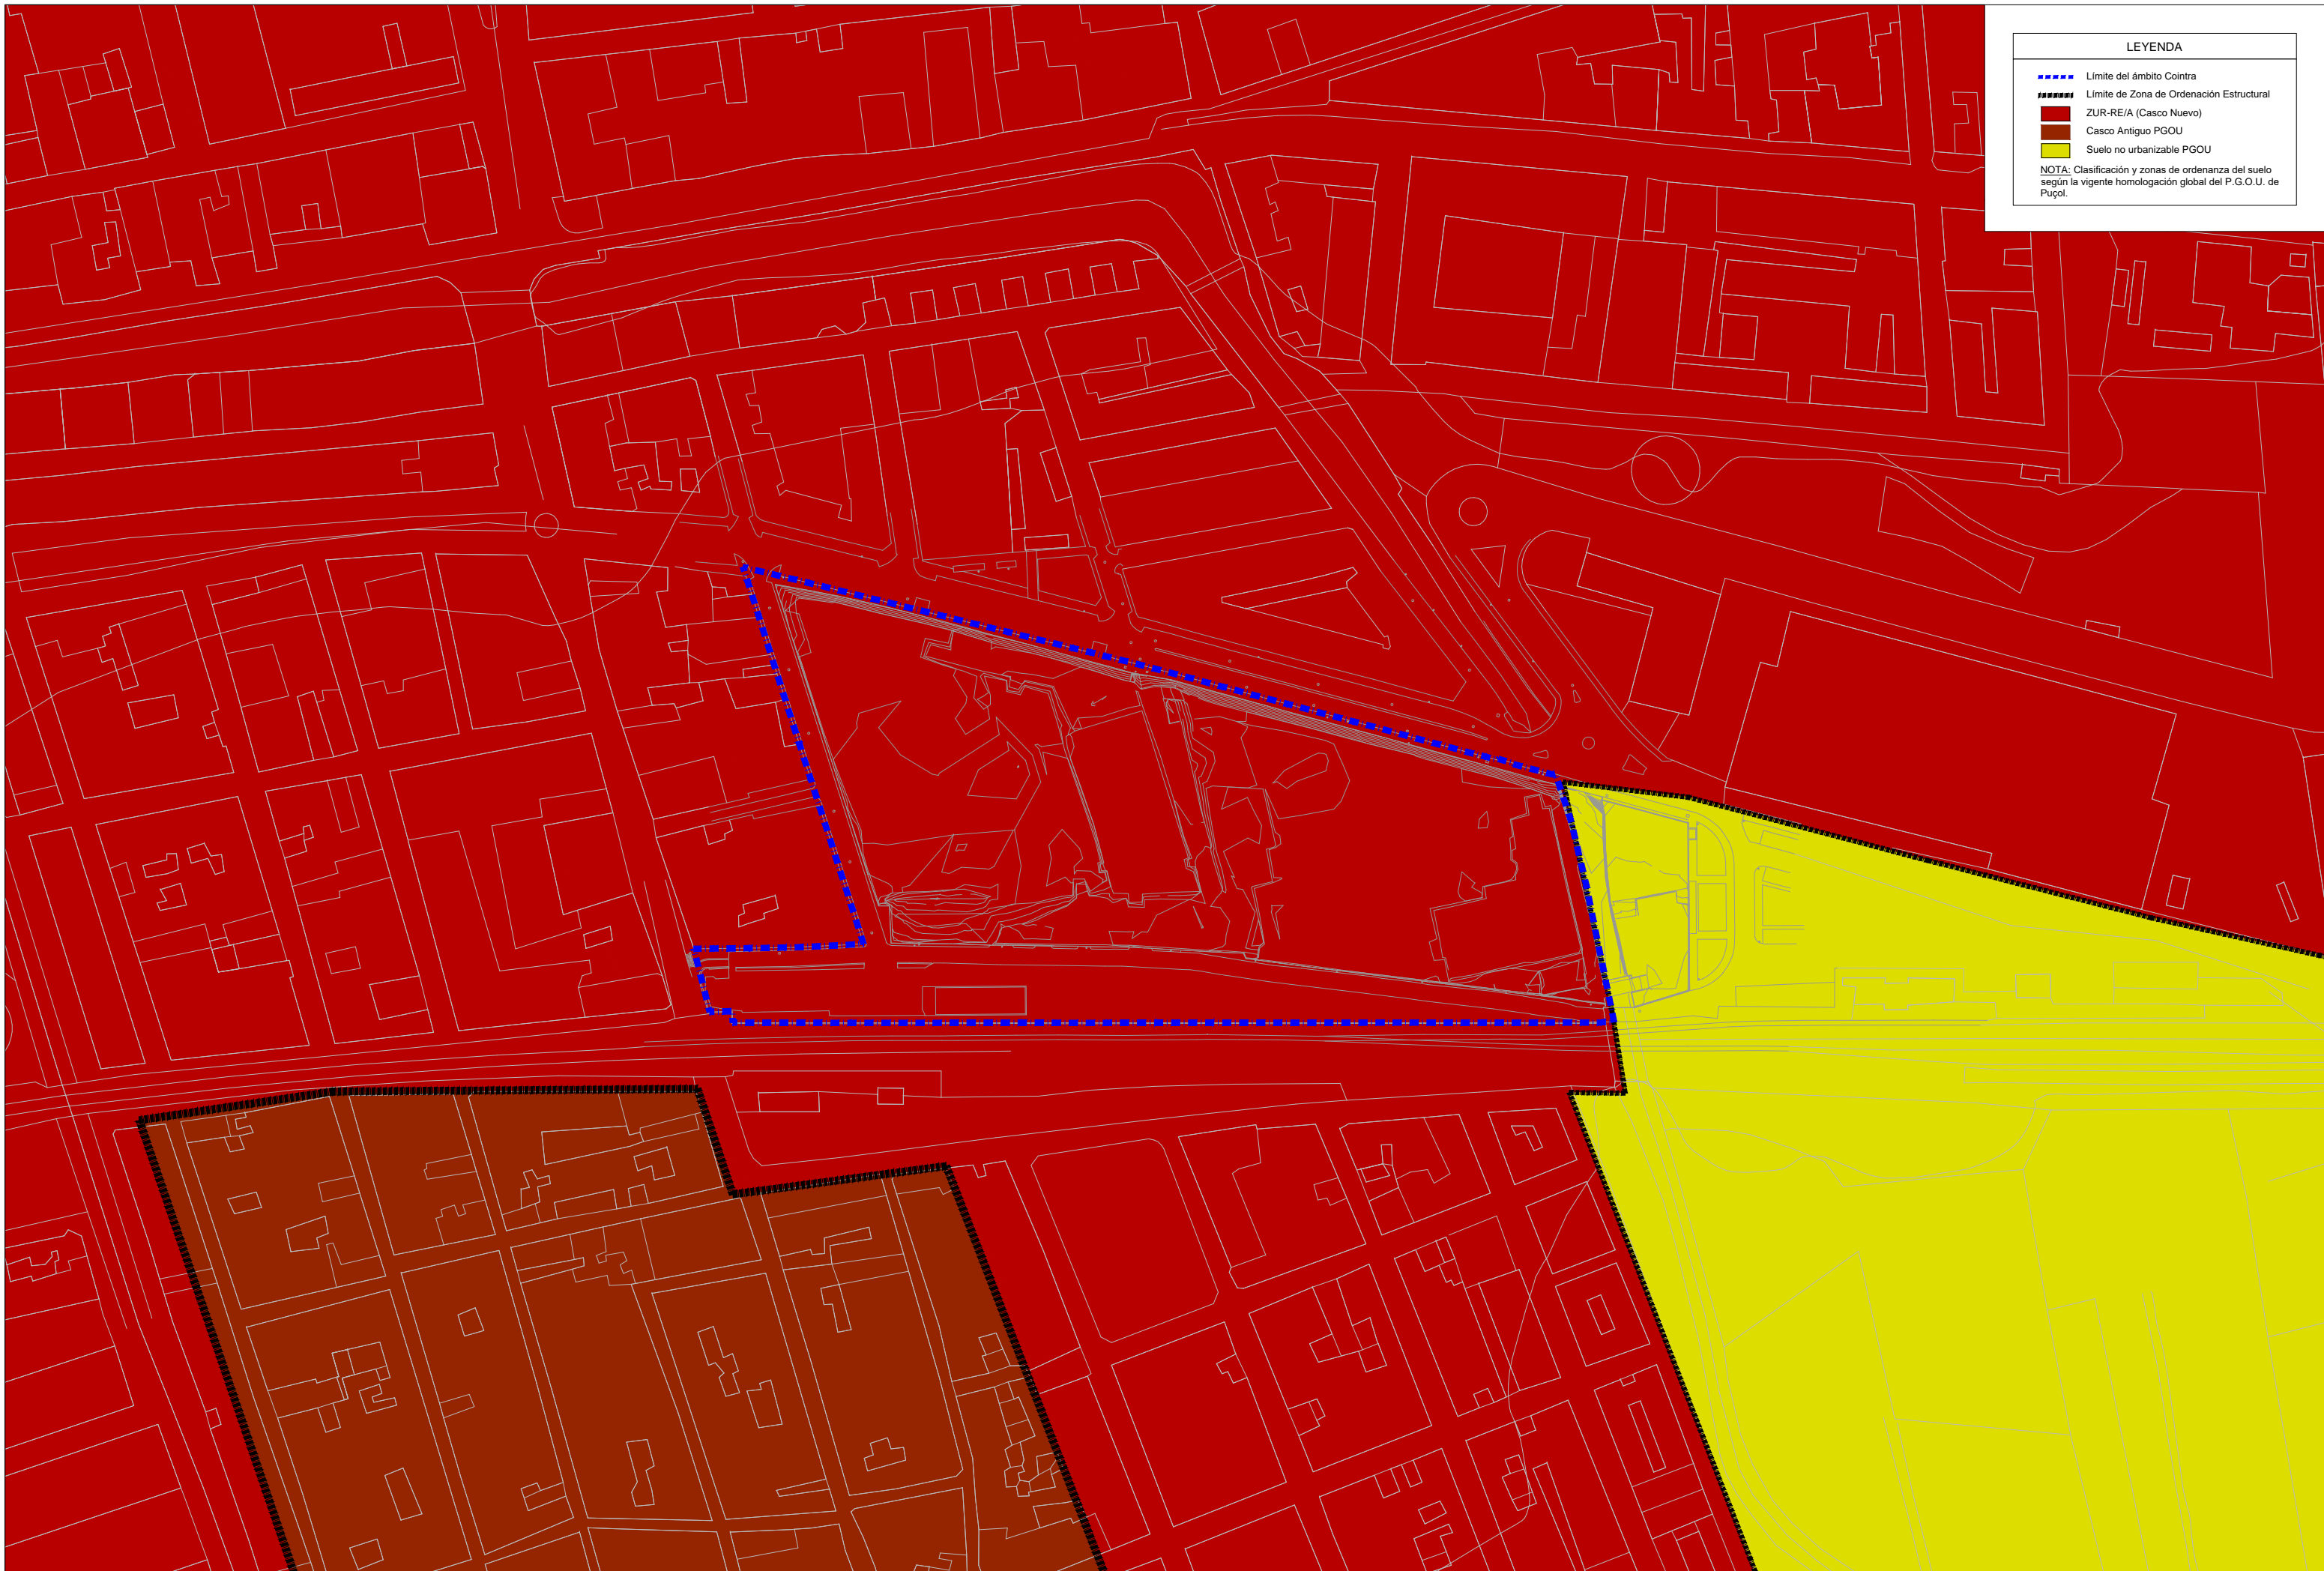 LEYENDA
Límite del ámbito Cointra
Límite de Zona de Ordenación Estructural
ZUR-RE/A (Casco Nuevo)
Casco Antiguo PGOU
Suelo no urbanizable PGOU
NOTA: Clasificación y zonas de ordenanza del suelo
según la vigente homologación global del P.G.O.U. de
Puçol.